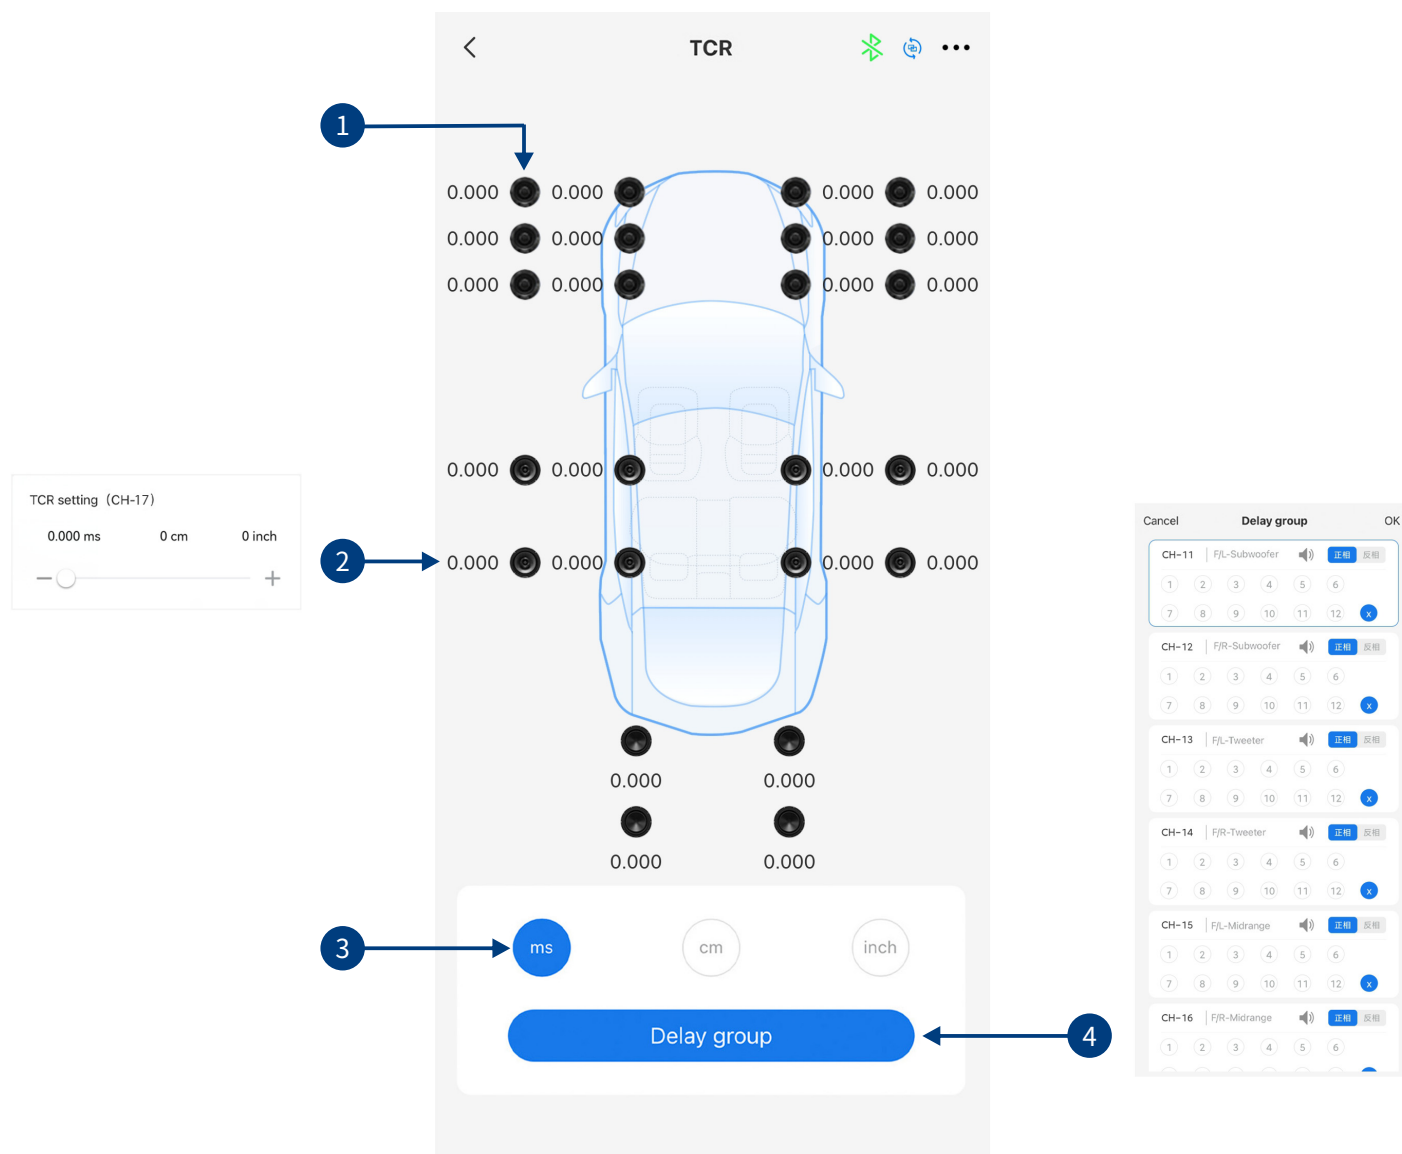 TCR
1
0.000 0.000 0.000 0.000
0.000 0.000 0.000 0.000
0.000 0.000 0.000 0.000
0.000 0.000 0.000 0.000
TCR setting（CH-17）
0.000 ms 0 cm 0 inch
2
0.000 0.000 0.000 0.000
0.000 0.000
0.000 0.000
3
ms cm inch
Delay group
4
Cancel Delay group OK
CH-11 F/L-Subwoofer 正相 反相
1 2 3 4 5 6
7 8 9 10 11 12 x
CH-12 F/R-Subwoofer 正相 反相
1 2 3 4 5 6
7 8 9 10 11 12 x
CH-13 F/L-Tweeter 正相 反相
1 2 3 4 5 6
7 8 9 10 11 12 x
CH-14 F/R-Tweeter 正相 反相
1 2 3 4 5 6
7 8 9 10 11 12 x
CH-15 F/L-Midrange 正相 反相
1 2 3 4 5 6
7 8 9 10 11 12 x
CH-16 F/R-Midrange 正相 反相
1 2 3 4 5 6